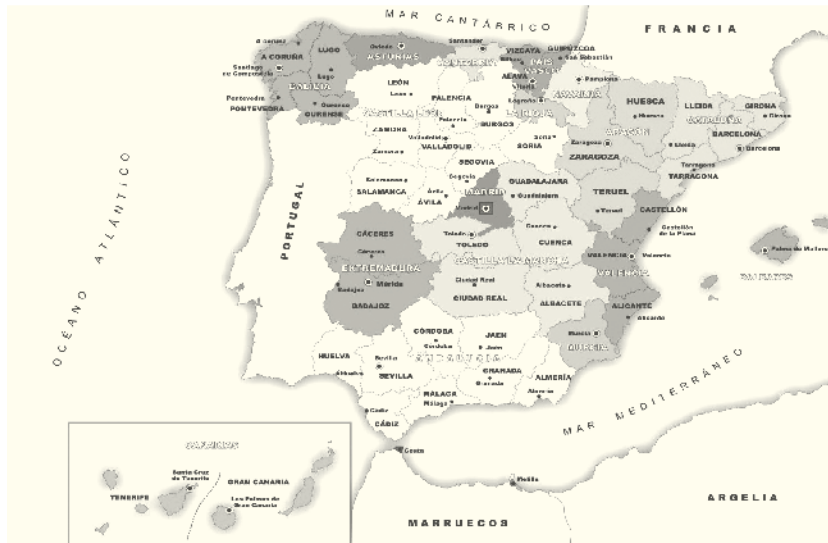 MAR CANTÁBRICO
FRANCIA
A CORUÑA
LUGO
Oviedo
ASTURIAS
Santander
VIZCAYA
GUIPÚZCOA
San Sebastián
PAÍS
Santiago
de Compostela
Lugo
GALICIA
ÁLAVA
Vitoria
Pamplona
NAVARRA
Pontevedra
PONTEVEDRA
Ourense
OURENSE
LEÓN
León
PALENCIA
Palencia
Burgos
BURGOS
Logroño
LA RIOJA
HUESCA
Huesca
LLEIDA
Lleida
GIRONA
Girona
CATALUÑA
BARCELONA
Barcelona
ZAMORA
Zamora
Valladolid
VALLADOLID
Soria
SORIA
Zaragoza
ARAGÓN
ZARAGOZA
Tarragona
TARRAGONA
SEGOVIA
Segovia
Salamanca
SALAMANCA
Ávila
ÁVILA
MADRID
Madrid
GUADALAJARA
Guadalajara
TERUEL
Teruel
CASTELLÓN
Castellón
de la Plana
OCÉANO ATLÁNTICO
PORTUGAL
CÁCERES
Cáceres
Toledo
TOLEDO
Cuenca
CUENCA
CASTILLA LA MANCHA
VALENCIA
Valencia
VALENCIA
Palma de Mallorca
BALEARES
EXTREMADURA
Badajoz
Mérida
BADAJOZ
Ciudad Real
CIUDAD REAL
Albacete
ALBACETE
ALICANTE
Alicante
Murcia
MURCIA
CÓRDOBA
Córdoba
JAEN
Jaen
ANDALUCIA
HUELVA
Huelva
Sevilla
SEVILLA
GRANADA
Granada
ALMERÍA
Almería
MÁLAGA
Málaga
Cádiz
CÁDIZ
MAR MEDITERRÁNEO
Ceuta
Melilla
MARRUECOS
ARGELIA
CANARIAS
Santa Cruz
de Tenerife
TENERIFE
GRAN CANARIA
Las Palmas de
Gran Canaria